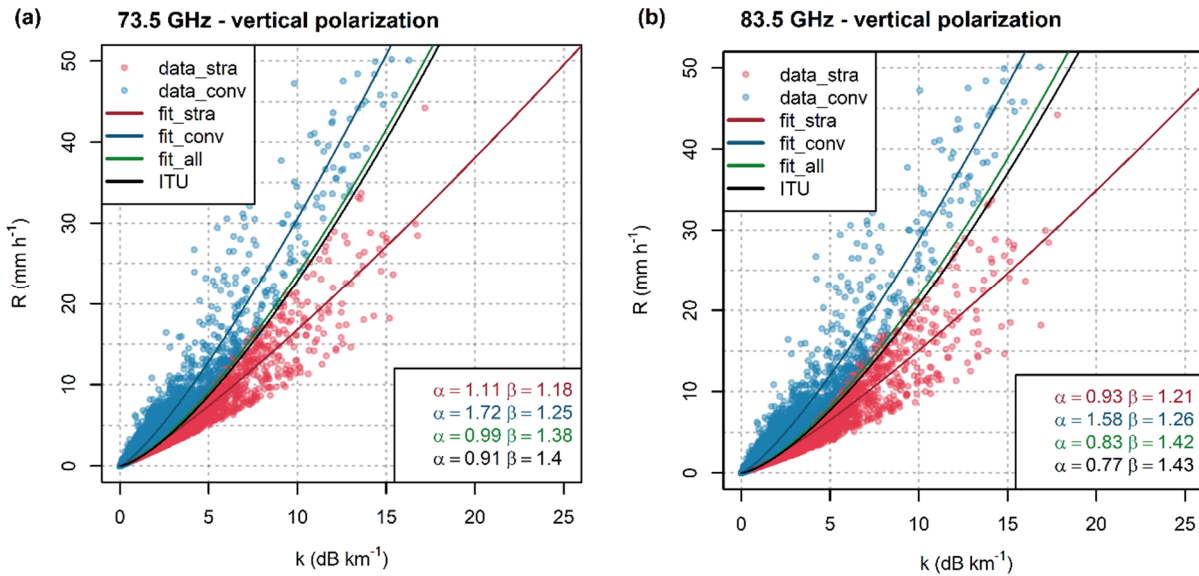 (a) 73.5 GHz - vertical polarization
data_stra
data_conv
fit_stra
fit_conv
fit_all
ITU
R (mm h⁻¹)
50
40
30
20
10
0
α = 1.11 β = 1.18
α = 1.72 β = 1.25
α = 0.99 β = 1.38
α = 0.91 β = 1.4
0 5 10 15 20 25
k (dB km⁻¹)
(b) 83.5 GHz - vertical polarization
data_stra
data_conv
fit_stra
fit_conv
fit_all
ITU
R (mm h⁻¹)
50
40
30
20
10
0
α = 0.93 β = 1.21
α = 1.58 β = 1.26
α = 0.83 β = 1.42
α = 0.77 β = 1.43
0 5 10 15 20 25
k (dB km⁻¹)